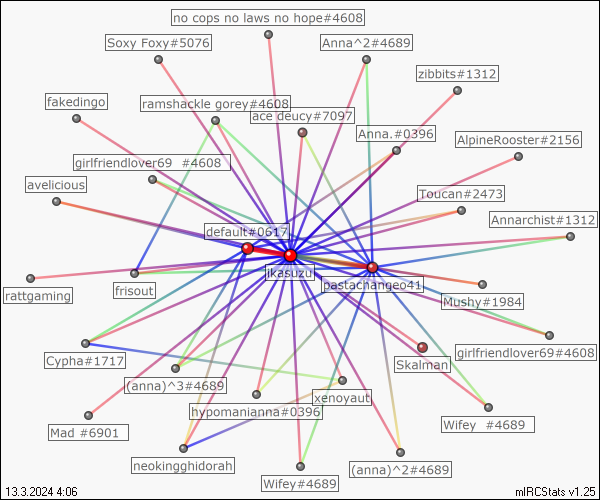 no cops no laws no hope#4608
Soxy Foxy#5076
Anna^2#4689
zibbits#1312
fakedingo
ramshackle gorey#4608
ace deucy#7097
Anna.#0396
AlpineRooster#2156
girlfriendlover69 #4608
avelicious
Toucan#2473
Annarchist#1312
default#0617
jikasuzu
pastachangeo41
rattgaming
frisout
Mushy#1984
Cypha#1717
girlfriendlover69#4608
Skalman
(anna)^3#4689
xenoyaut
hypomanianna#0396
Mad #6901
Wifey #4689
neokingghidorah
(anna)^2#4689
Wifey#4689
13.3.2024 4:06
mIRCStats v1.25